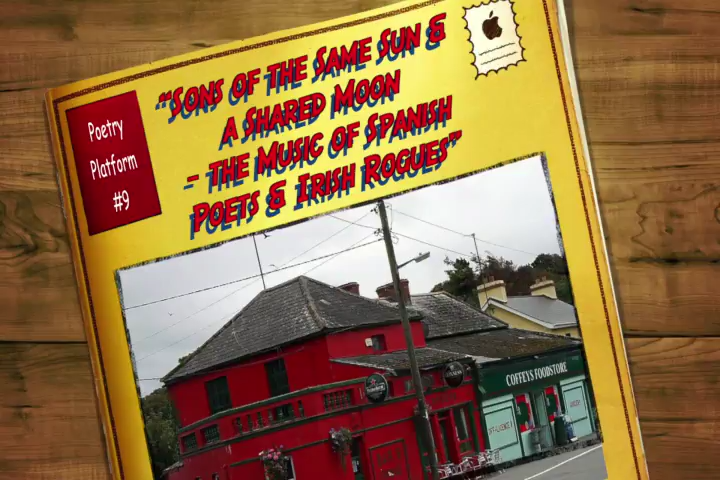 "Sons of the Same Sun &
a Shared Moon
- the Music of Spanish
Poets & Irish Rogues"
Poetry
Platform
#9
COFFEYS FOODSTORE